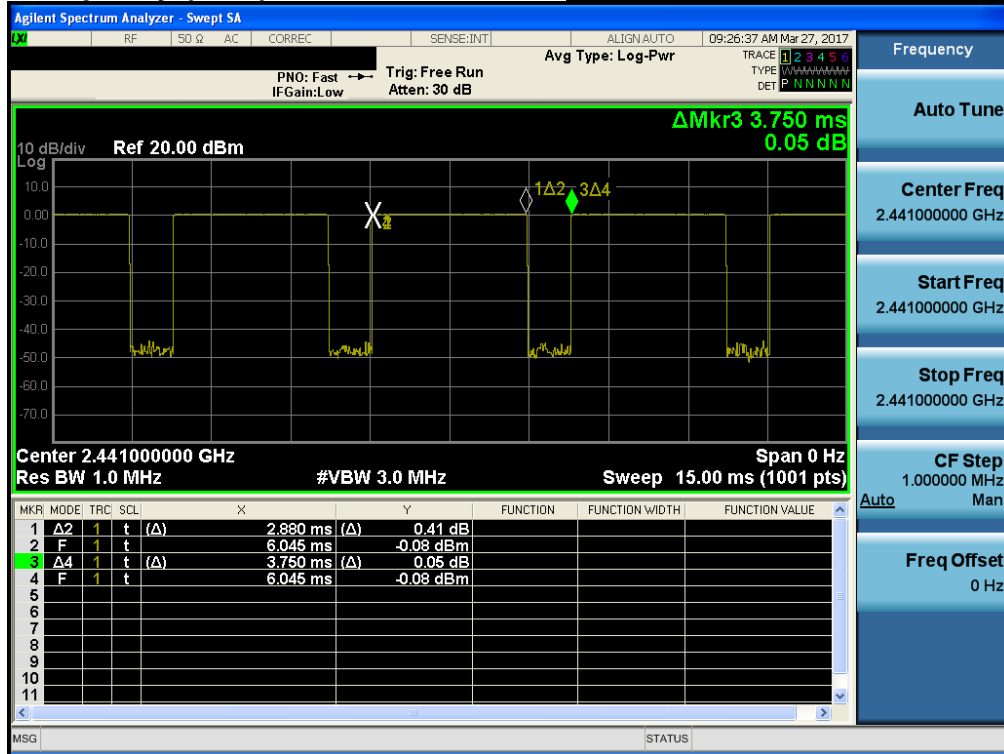 Agilent Spectrum Analyzer - Swept SA
LXI RF 50 Ω AC CORREC SENSE:INT ALIGN AUTO 09:26:37 AM Mar 27, 2017
PNO: Fast Trig: Free Run Avg Type: Log-Pwr TRACE 1 2 3 4 5 6
IFGain:Low Atten: 30 dB TYPE
DET P N N N N N
Frequency
ΔMkr3 3.750 ms
0.05 dB
10 dB/div Ref 20.00 dBm
Log
10.0
0.00
-10.0
-20.0
-30.0
-40.0
-50.0
-60.0
-70.0
1Δ2 3Δ4
X
Center 2.441000000 GHz Span 0 Hz
Res BW 1.0 MHz #VBW 3.0 MHz Sweep 15.00 ms (1001 pts)
MKR MODE TRC SCL X Y FUNCTION FUNCTION WIDTH FUNCTION VALUE
1 Δ2 1 t (Δ) 2.880 ms (Δ) 0.41 dB
2 F 1 t 6.045 ms -0.08 dBm
3 Δ4 1 t (Δ) 3.750 ms (Δ) 0.05 dB
4 F 1 t 6.045 ms -0.08 dBm
5
6
7
8
9
10
11
MSG STATUS
Auto Tune
Center Freq
2.441000000 GHz
Start Freq
2.441000000 GHz
Stop Freq
2.441000000 GHz
CF Step
1.000000 MHz
Auto Man
Freq Offset
0 Hz